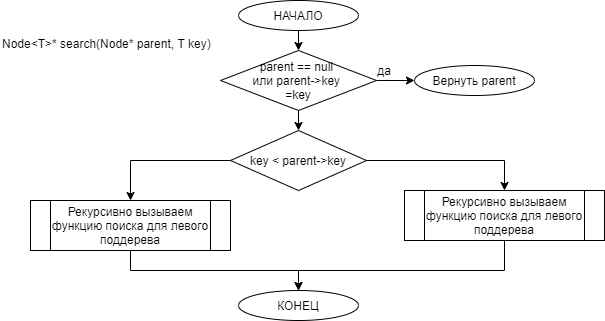 НАЧАЛО
Node<T>* search(Node* parent, T key)
parent == null
или parent->key
=key
да
Вернуть parent
key < parent->key
Рекурсивно вызываем
функцию поиска для левого
поддерева
Рекурсивно вызываем
функцию поиска для левого
поддерева
КОНЕЦ